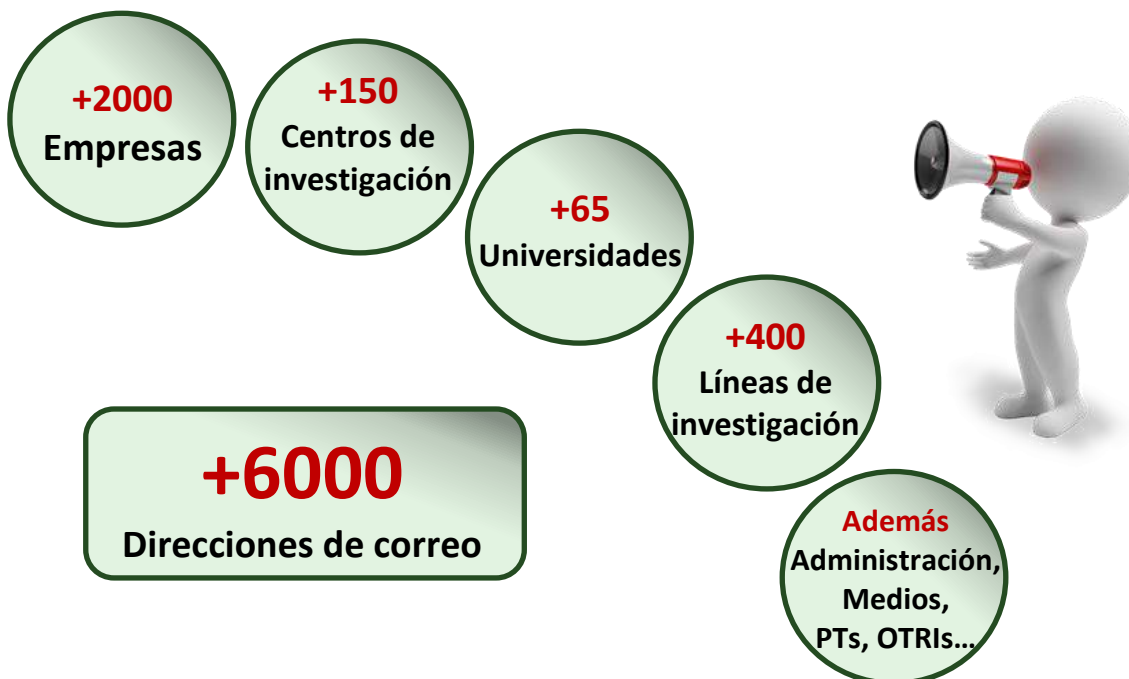 +2000
Empresas
+150
Centros de
investigación
+65
Universidades
+400
Líneas de
investigación
+6000
Direcciones de correo
Además
Administración,
Medios,
PTs, OTRIs...